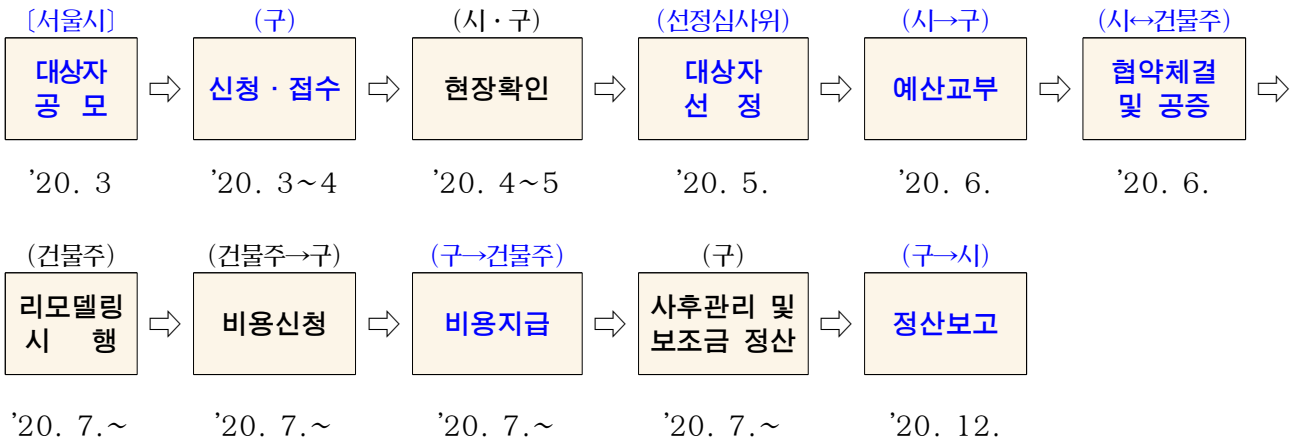 〔서울시〕 (구) (시·구) (선정심사위) (시→구) (시↔건물주)
대상자 대상자 협약체결
신청·접수 현장확인 예산교부
공 모 선 정 및 공증
’20. 3 ’20. 3~4 ’20. 4~5 ’20. 5. ’20. 6. ’20. 6.
(건물주) (건물주→구) (구→건물주) (구) (구→시)
리모델링 사후관리 및
비용신청 비용지급 정산보고
시 행 보조금 정산
’20. 7.~ ’20. 7.~ ’20. 7.~ ’20. 7.~ ’20. 12.